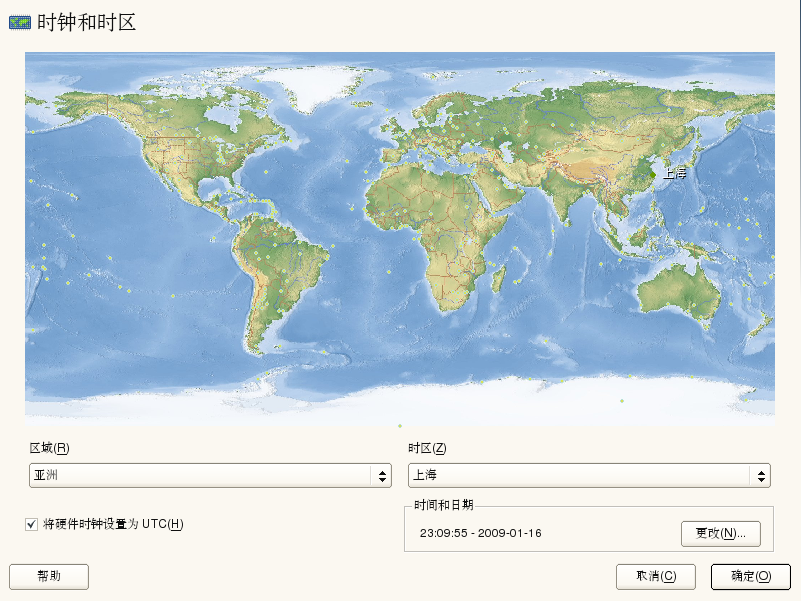 时钟和时区
上海
区域(R)
时区(Z)
亚洲
上海
将硬件时钟设置为 UTC(H)
时间和日期
23:09:55 - 2009-01-16
更改(N)...
帮助
取消(C)
确定(O)